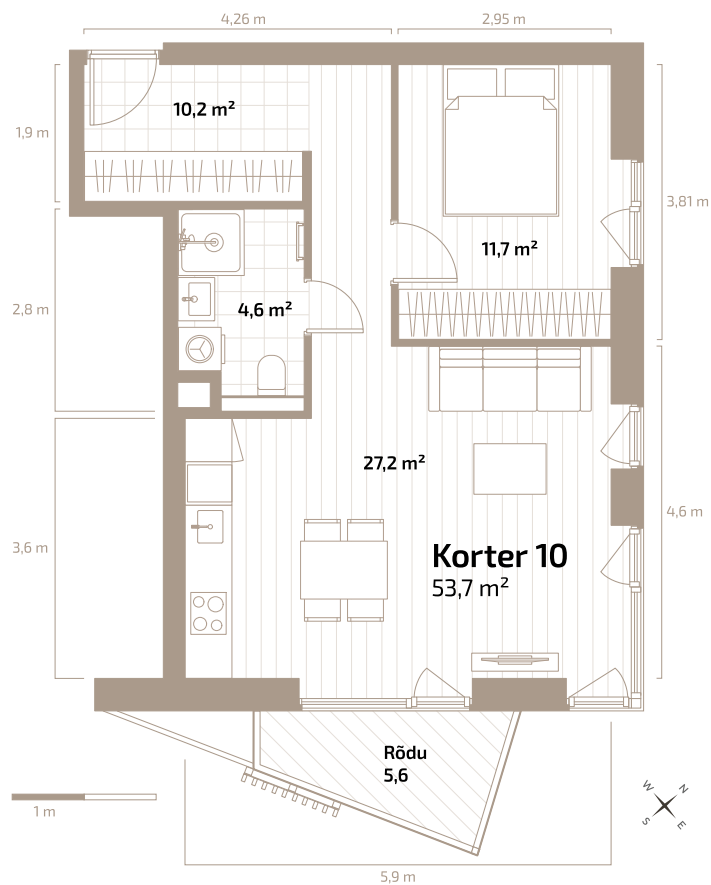 4,26 m
2,95 m
10,2 m²
1,9 m
3,81 m
11,7 m²
2,8 m
4,6 m²
27,2 m²
4,6 m
3,6 m
Korter 10
53,7 m²
Rõdu
5,6
W N
S E
1 m
5,9 m